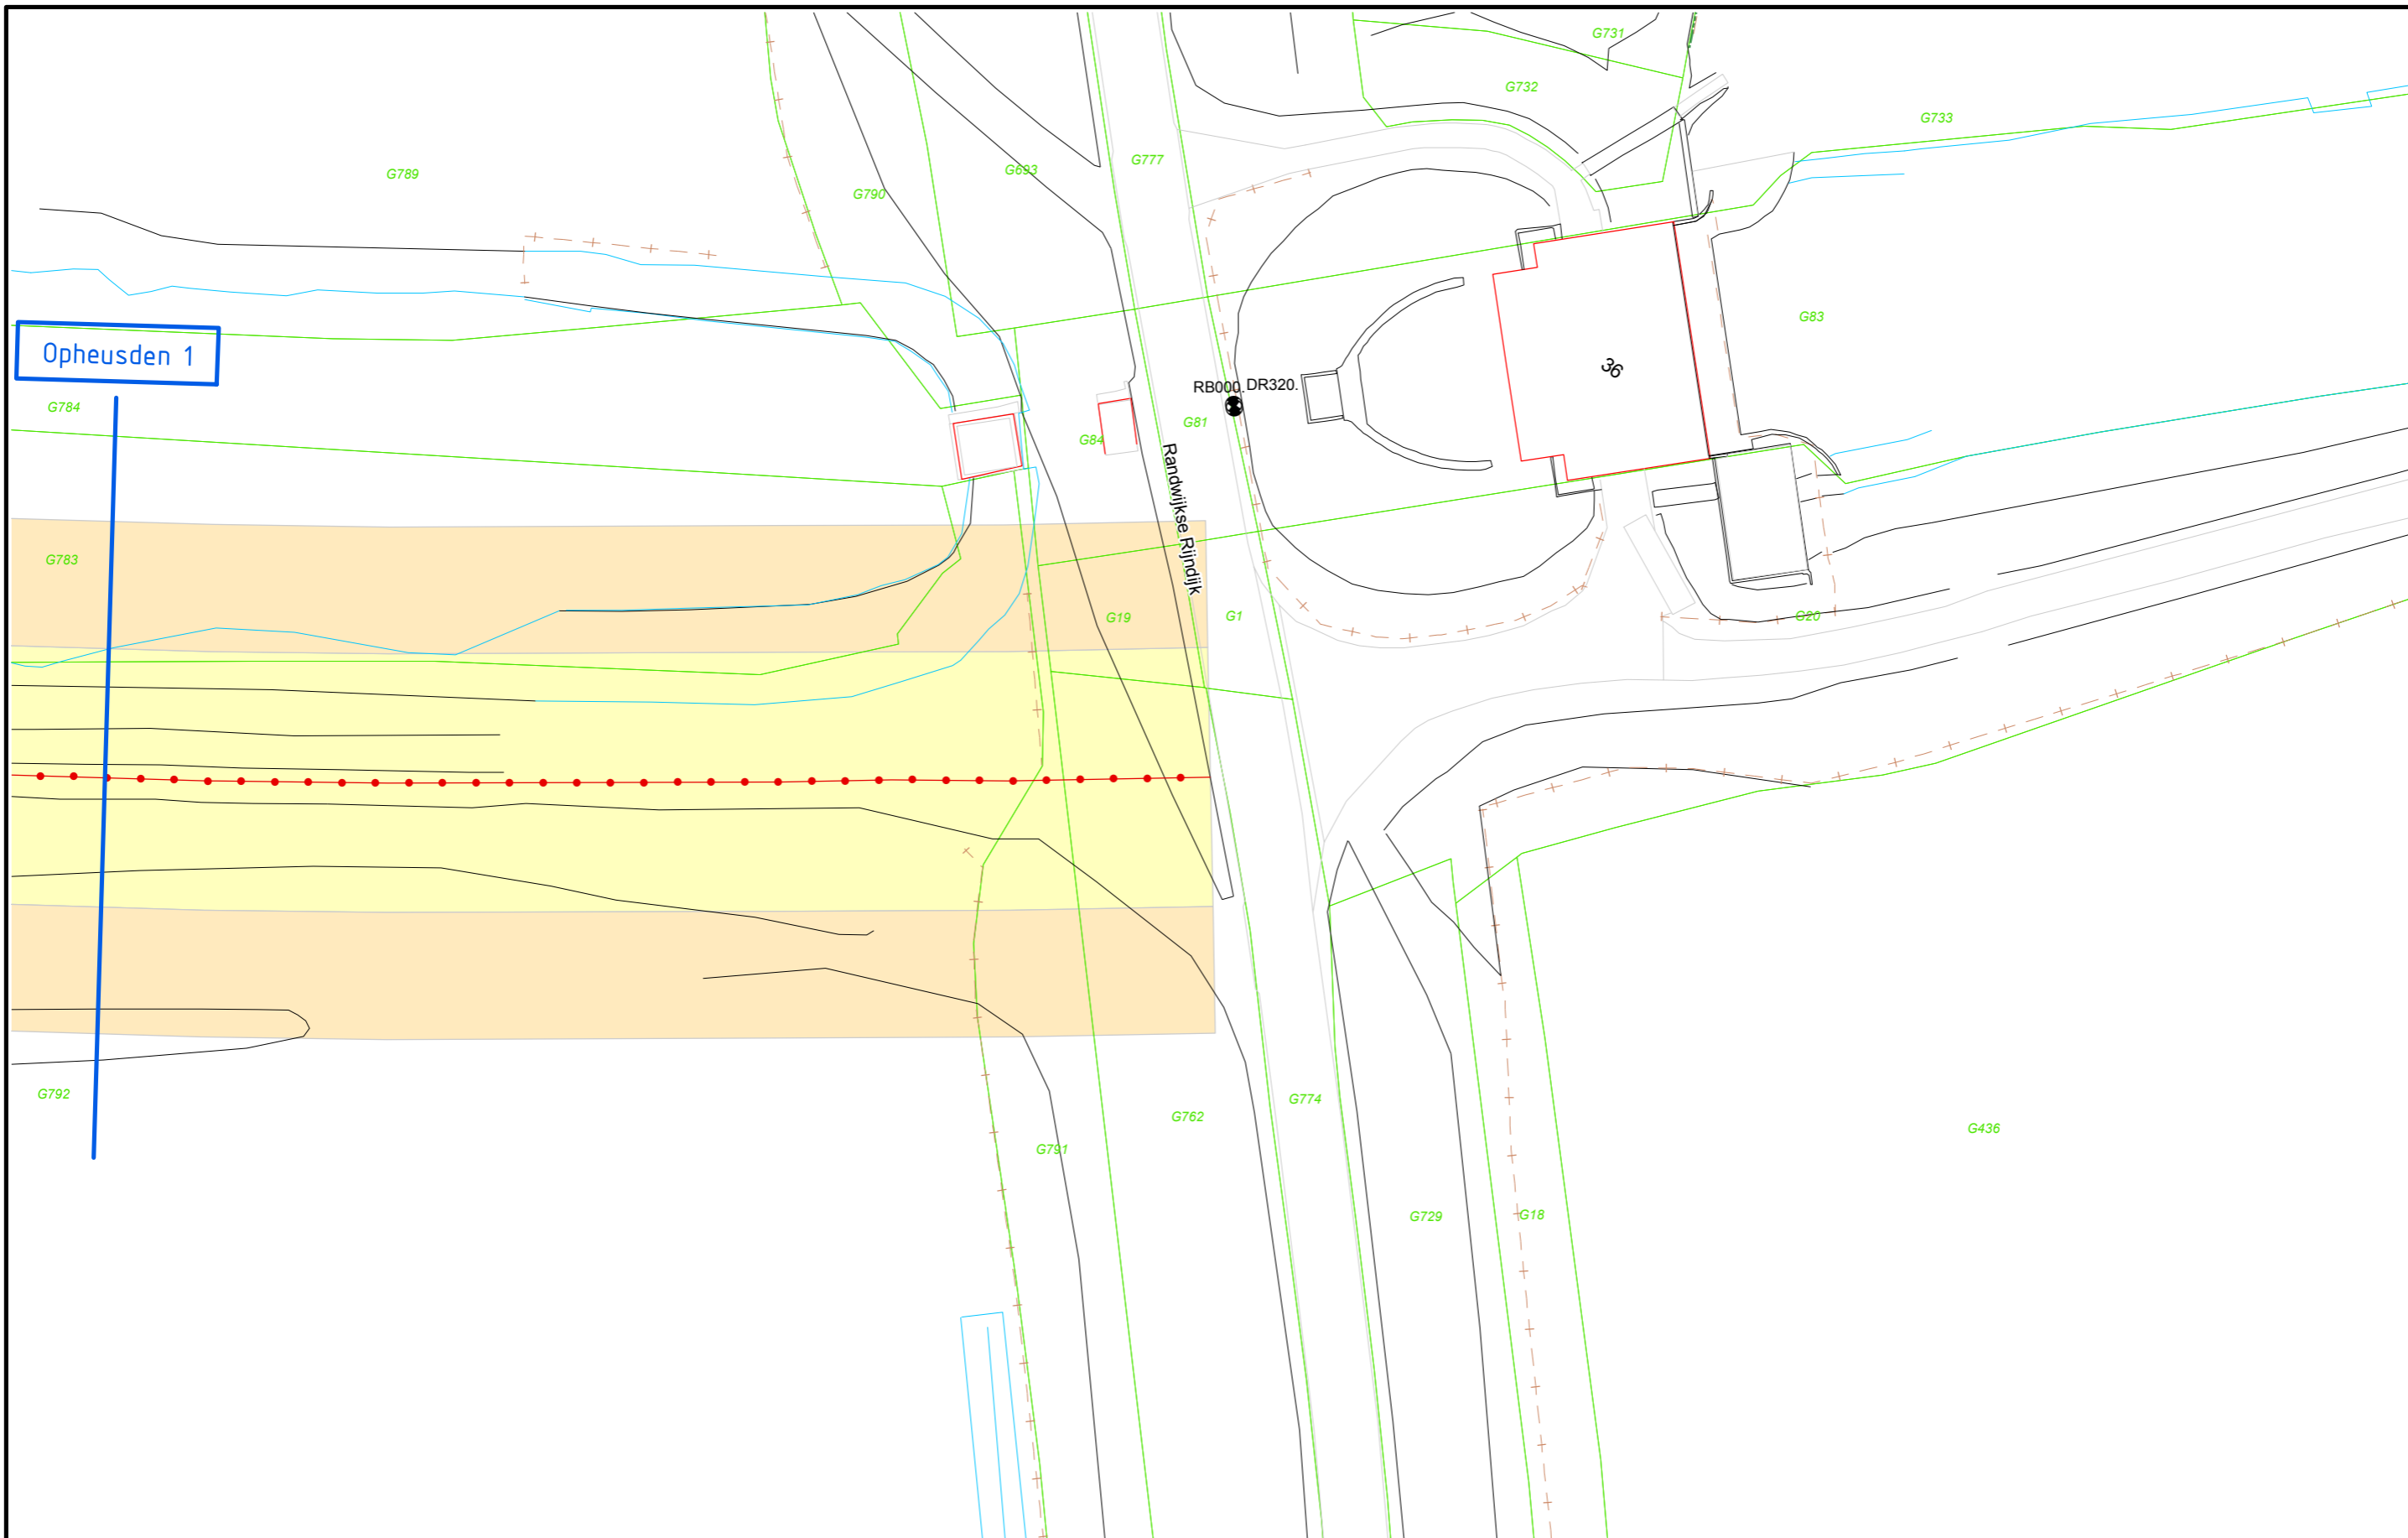 G731
G732
G733
G777
G693
G789
G790
G83
Opheusden 1
36
RB000.
DR320.
G784
G81
G84
Randwijkse Rijndijk
G783
G19
G1
G20
G792
G774
G762
G436
G791
G729
G18